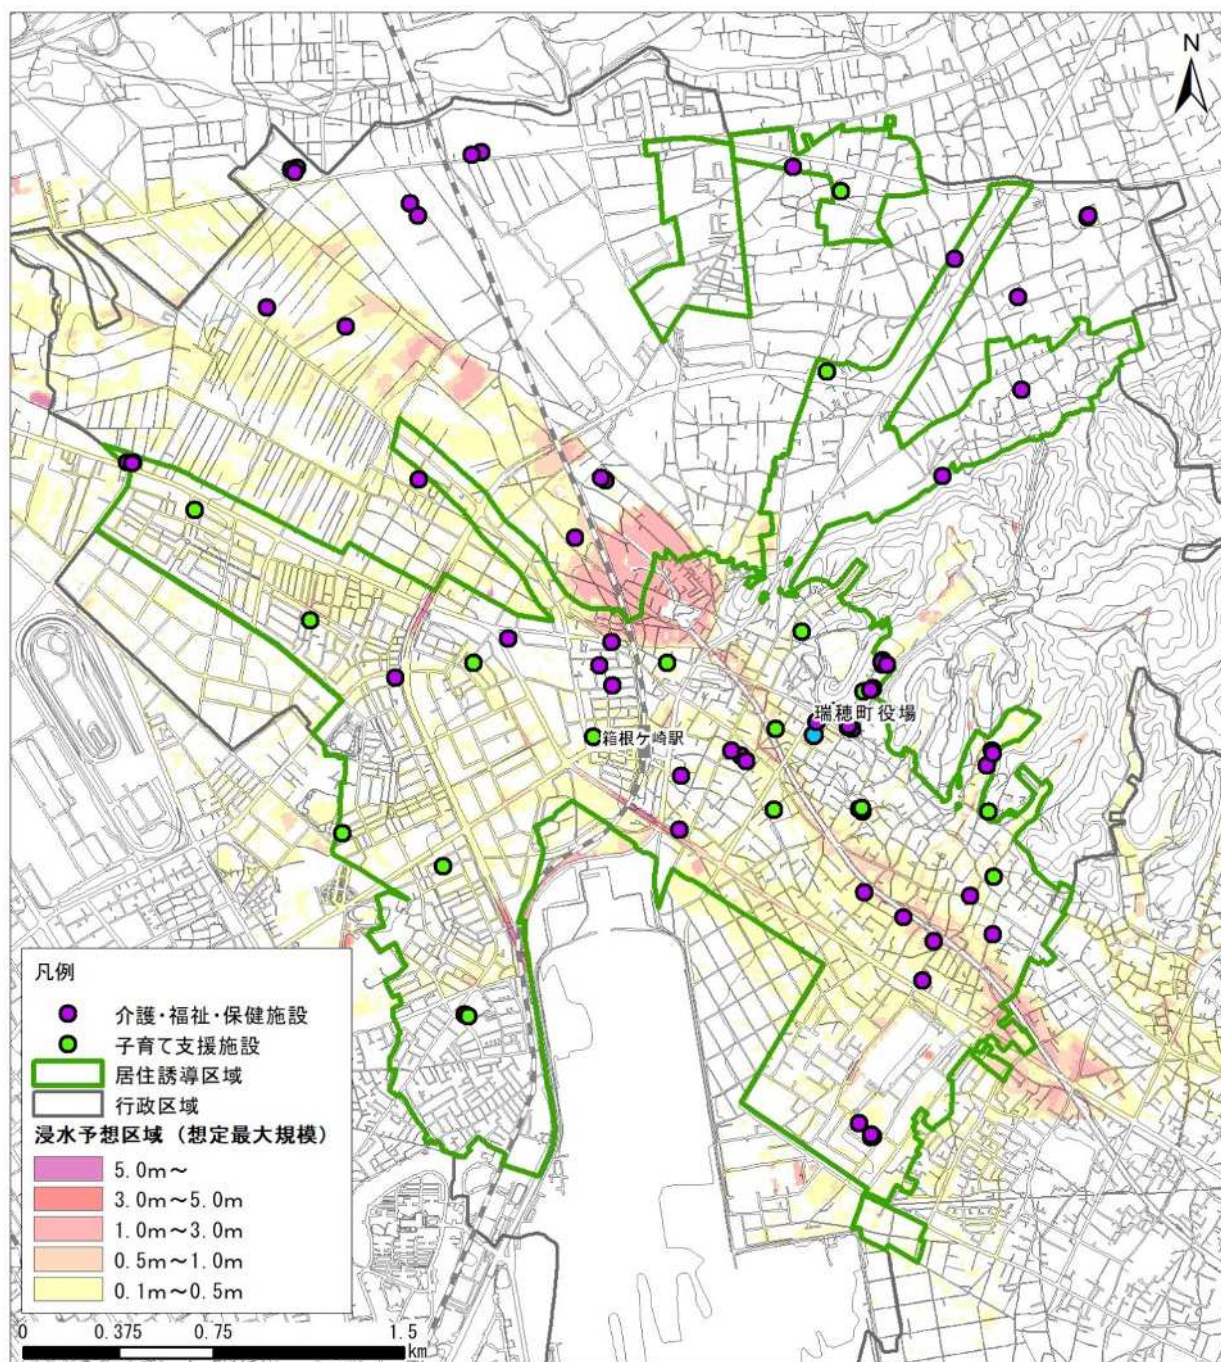 N
瑞穂町役場
箱根ケ崎駅
凡例
介護・福祉・保健施設
子育て支援施設
居住誘導区域
行政区域
浸水予想区域（想定最大規模）
5.0m～
3.0m～5.0m
1.0m～3.0m
0.5m～1.0m
0.1m～0.5m
0 0.375 0.75 1.5
km